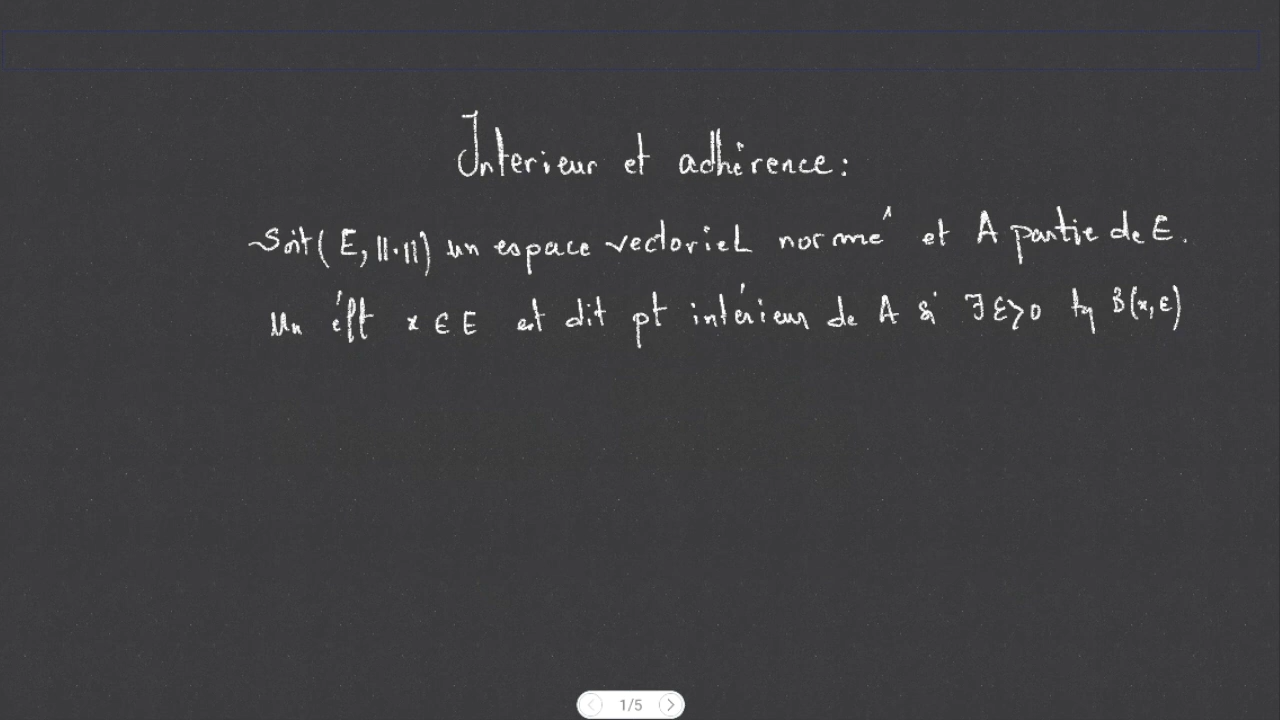 Interieur et adhérence :
Soit (E, ||.||) un espace vectoriel normé et A partie de E.
Un élt x ∈ E est dit pt intérieur de A si ∃ ε>0 tq B(x, ε)
1/5